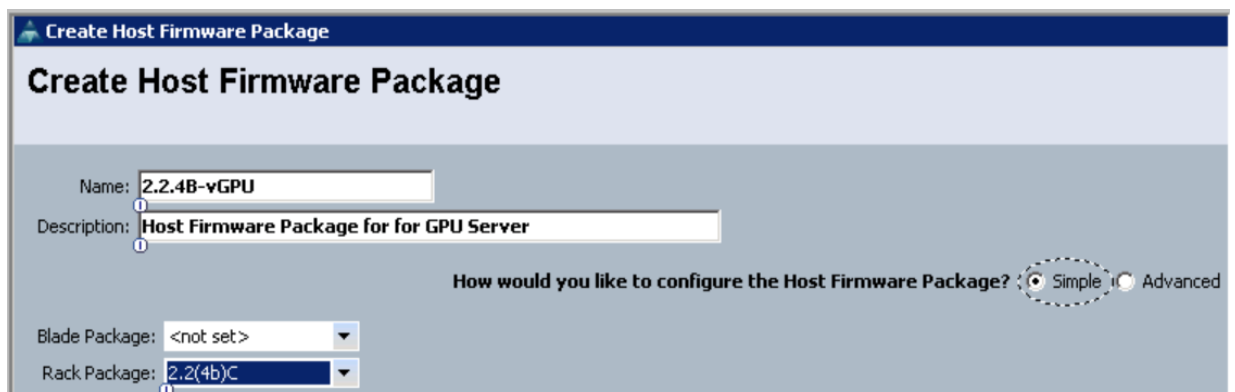 Create Host Firmware Package
Create Host Firmware Package
Name: 2.2.4B-vGPU
Description: Host Firmware Package for for GPU Server
How would you like to configure the Host Firmware Package? Simple Advanced
Blade Package: <not set>
Rack Package: 2.2(4b)C